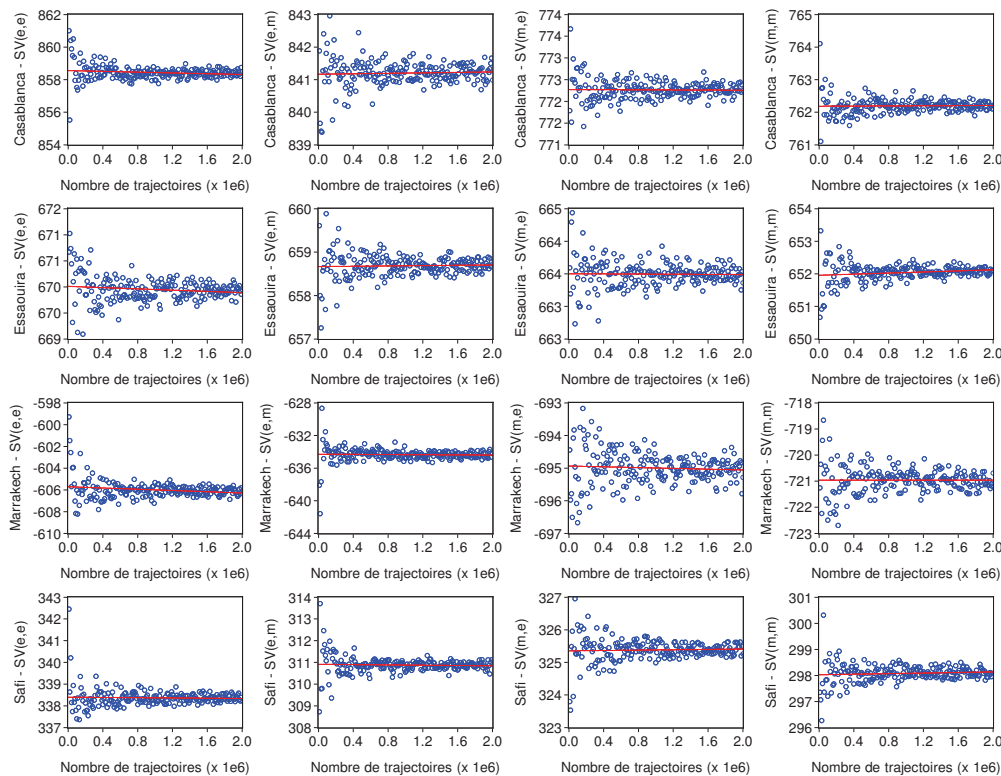 Casablanca - SV(e,e)
862
860
858
856
854
0.0 0.4 0.8 1.2 1.6 2.0
Nombre de trajectoires (x 1e6)
Casablanca - SV(e,m)
843
842
841
840
839
0.0 0.4 0.8 1.2 1.6 2.0
Nombre de trajectoires (x 1e6)
Casablanca - SV(m,e)
774
774
773
773
772
772
771
0.0 0.4 0.8 1.2 1.6 2.0
Nombre de trajectoires (x 1e6)
Casablanca - SV(m,m)
765
764
763
762
761
0.0 0.4 0.8 1.2 1.6 2.0
Nombre de trajectoires (x 1e6)
Essaouira - SV(e,e)
672
671
671
670
670
669
0.0 0.4 0.8 1.2 1.6 2.0
Nombre de trajectoires (x 1e6)
Essaouira - SV(e,m)
660
659
658
657
0.0 0.4 0.8 1.2 1.6 2.0
Nombre de trajectoires (x 1e6)
Essaouira - SV(m,e)
665
664
664
663
663
0.0 0.4 0.8 1.2 1.6 2.0
Nombre de trajectoires (x 1e6)
Essaouira - SV(m,m)
654
653
652
651
650
0.0 0.4 0.8 1.2 1.6 2.0
Nombre de trajectoires (x 1e6)
Marrakech - SV(e,e)
-598
-600
-602
-604
-606
-608
-610
0.0 0.4 0.8 1.2 1.6 2.0
Nombre de trajectoires (x 1e6)
Marrakech - SV(e,m)
-628
-632
-636
-640
-644
0.0 0.4 0.8 1.2 1.6 2.0
Nombre de trajectoires (x 1e6)
Marrakech - SV(m,e)
-693
-694
-695
-696
-697
0.0 0.4 0.8 1.2 1.6 2.0
Nombre de trajectoires (x 1e6)
Marrakech - SV(m,m)
-718
-719
-720
-721
-722
-723
0.0 0.4 0.8 1.2 1.6 2.0
Nombre de trajectoires (x 1e6)
Safi - SV(e,e)
343
342
341
340
339
338
337
0.0 0.4 0.8 1.2 1.6 2.0
Nombre de trajectoires (x 1e6)
Safi - SV(e,m)
314
313
312
311
310
309
308
0.0 0.4 0.8 1.2 1.6 2.0
Nombre de trajectoires (x 1e6)
Safi - SV(m,e)
327
326
325
324
323
0.0 0.4 0.8 1.2 1.6 2.0
Nombre de trajectoires (x 1e6)
Safi - SV(m,m)
301
300
299
298
297
296
0.0 0.4 0.8 1.2 1.6 2.0
Nombre de trajectoires (x 1e6)